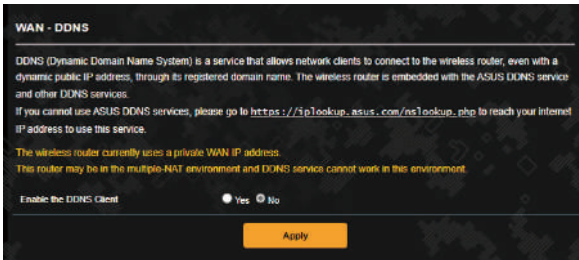 WAN - DDNS
DDNS (Dynamic Domain Name System) is a service that allows network clients to connect to the wireless router, even with a
dynamic public IP address, through its registered domain name. The wireless router is embedded with the ASUS DDNS service
and other DDNS services.
If you cannot use ASUS DDNS services, please go to https://iplookup.asus.com/nslookup.php to reach your internet
IP address to use this service.
The wireless router currently uses a private WAN IP address.
This router may be in the multiple-NAT environment and DDNS service cannot work in this environment.
Enable the DDNS Client Yes No
Apply